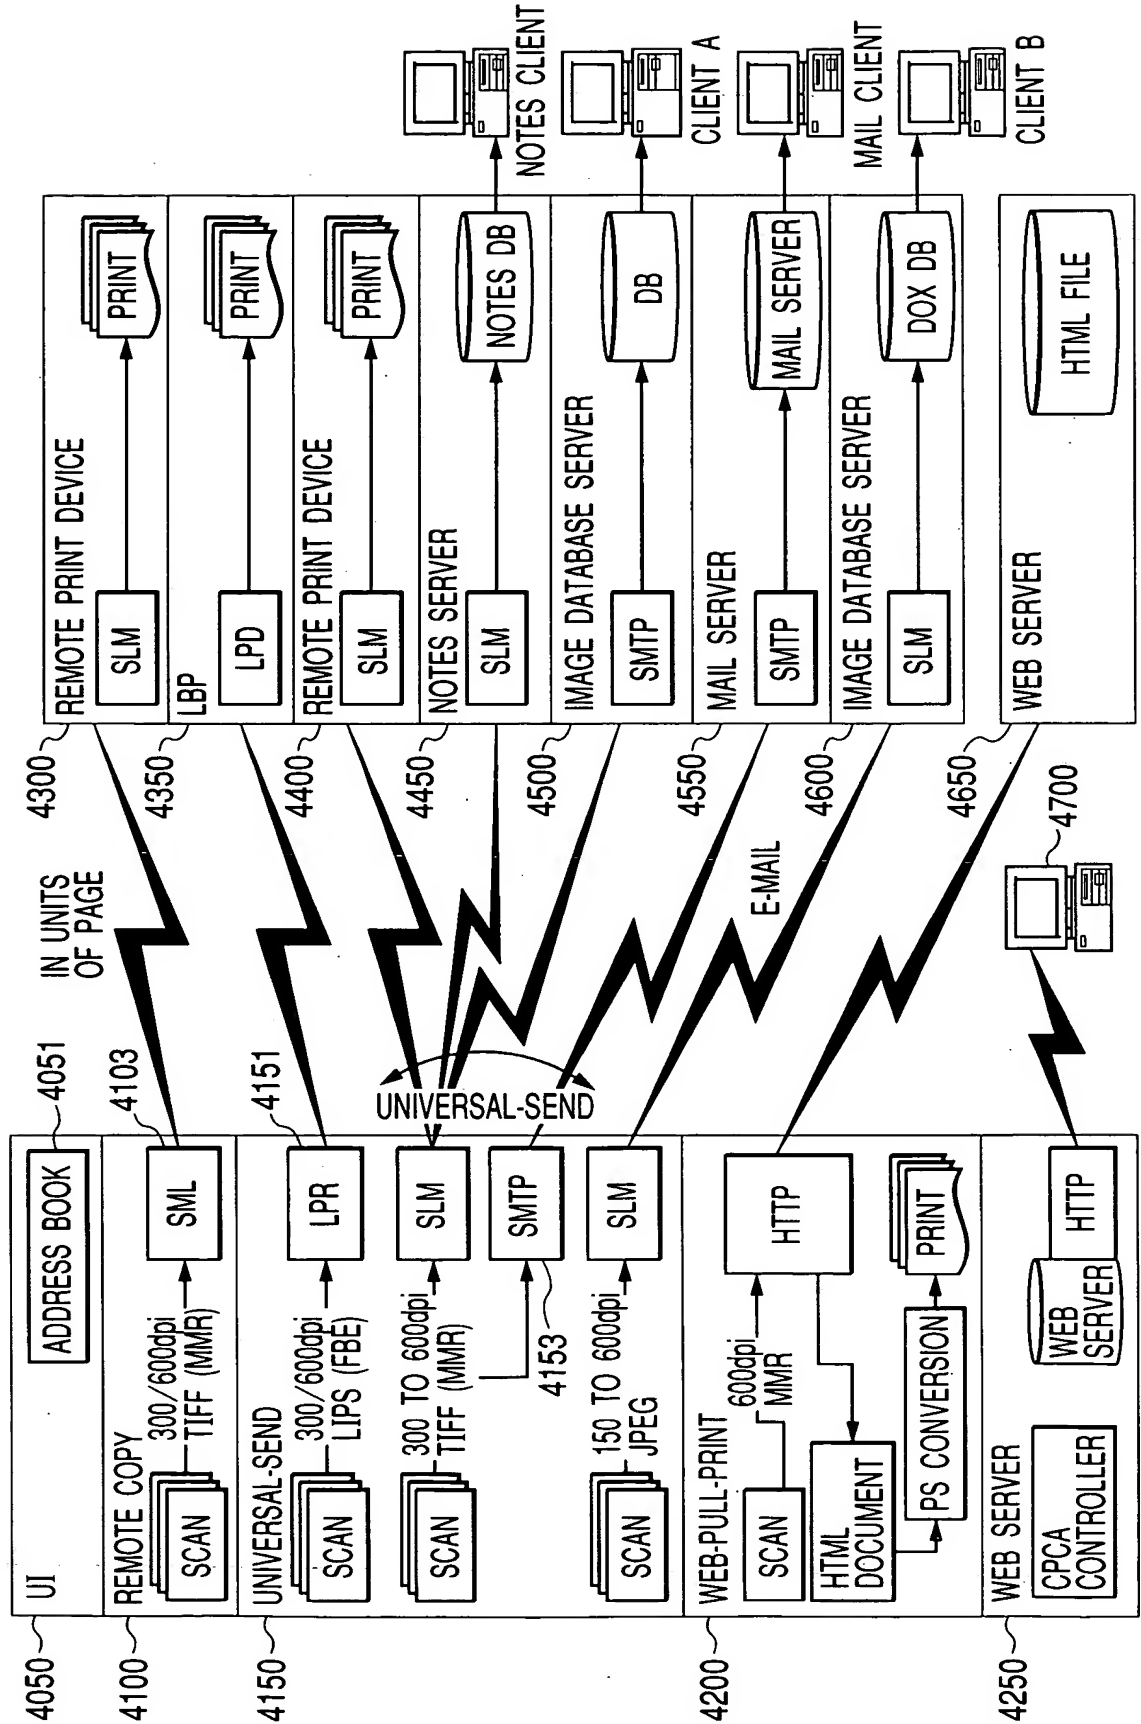 4050
UI
ADDRESS BOOK
4051
4100
REMOTE COPY
SCAN
300/600dpi
TIFF (MMR)
SML
4103
IN UNITS
OF PAGE
4150
UNIVERSAL-SEND
SCAN
300/600dpi
LIPS (FBE)
LPR
4151
SCAN
300 TO 600dpi
TIFF (MMR)
SLM
SMTP
4153
UNIVERSAL-SEND
SCAN
150 TO 600dpi
JPEG
SLM
E-MAIL
4200
WEB-PULL-PRINT
SCAN
600dpi
MMR
HTTP
HTML
DOCUMENT
PS CONVERSION
PRINT
4250
WEB SERVER
CPCA
CONTROLLER
WEB
SERVER
HTTP
4700
4300
REMOTE PRINT DEVICE
SLM
PRINT
4350
LBP
LPD
PRINT
4400
REMOTE PRINT DEVICE
SLM
PRINT
4450
NOTES SERVER
SLM
NOTES DB
NOTES CLIENT
4500
IMAGE DATABASE SERVER
SMTP
DB
CLIENT A
4550
MAIL SERVER
SMTP
MAIL SERVER
MAIL CLIENT
4600
IMAGE DATABASE SERVER
SLM
DOX DB
CLIENT B
4650
WEB SERVER
HTML FILE